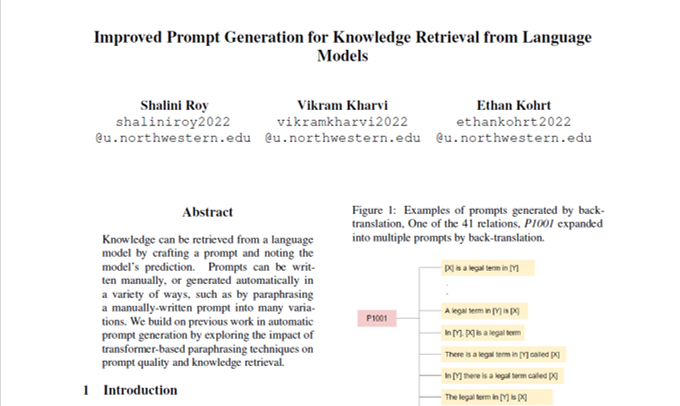 Improved Prompt Generation for Knowledge Retrieval from Language
Models
Shalini Roy
shaliniroy2022
@u.northwestern.edu
Vikram Kharvi
vikramkharvi2022
@u.northwestern.edu
Ethan Kohrt
ethankohrt2022
@u.northwestern.edu
Abstract
Knowledge can be retrieved from a language
model by crafting a prompt and noting the
model's prediction. Prompts can be writ-
ten manually, or generated automatically in
a variety of ways, such as by paraphrasing
a manually-written prompt into many varia-
tions. We build on previous work in automatic
prompt generation by exploring the impact of
transformer-based paraphrasing techniques on
prompt quality and knowledge retrieval.
1 Introduction
Figure 1: Examples of prompts generated by back-
translation, One of the 41 relations, P1001 expanded
into multiple prompts by back-translation.
P1001
[X] is a legal term in [Y]
.
.
A legal term in [Y] is [X]
In [Y], [X] is a legal term
There is a legal term in [Y] called [X]
In [Y] there is a legal term called [X]
The legal term in [Y] is [X]